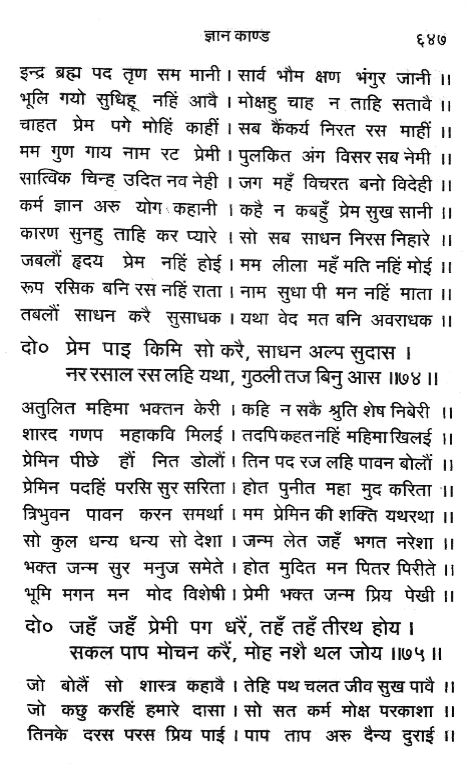 ज्ञान काण्ड ६४७
इन्द्र ब्रह्म पद तृण सम मानी । सार्व भौम क्षण भंगुर जानी ।।
भूलि गयो सुधिहू नहिं आवै । मोक्षहु चाह न ताहि सतावै ।।
चाहत प्रेम पगे मोहिं काहीं । सब कैंकर्य निरत रस माहीं ।।
मम गुण गाय नाम रट प्रेमी । पुलकित अंग विसर सब नेमी ।।
सात्विक चिन्ह उदित नव नेही । जग महँ विचरत बनो विदेही ।।
कर्म ज्ञान अरु योग कहानी । कहै न कबहुँ प्रेम सुख सानी ।।
कारण सुनहु ताहि कर प्यारे । सो सब साधन निरस निहारे ।।
जबलौं हृदय प्रेम नहिं होई । मम लीला महँ मति नहिं मोई ।।
रूप रसिक बनि रस नहिं राता । नाम सुधा पी मन नहिं माता ।।
तबलौं साधन करै सुसाधक । यथा वेद मत बनि अवराधक ।।
दो० प्रेम पाइ किमि सो करै, साधन अल्प सुदास ।
नर रसाल रस लहि यथा, गुठली तज बिनु आस ।।७४।।
अतुलित महिमा भक्तन केरी । कहि न सकै श्रुति शेष निबेरी ।।
शारद गणप महाकवि मिलई । तदपि कहत नहिं महिमा खिलई ।।
प्रेमिन पीछे हौं नित डोलौं । तिन पद रज लहि पावन बोलौं ।।
प्रेमिन पदहिं परसि सुर सरिता । होत पुनीत महा मुद करिता ।।
त्रिभुवन पावन करन समर्था । मम प्रेमिन की शक्ति यथरथा ।।
सो कुल धन्य धन्य सो देशा । जन्म लेत जहँ भगत नरेशा ।।
भक्त जन्म सुर मनुज समेते । होत मुदित मन पितर पिरीते ।।
भूमि मगन मन मोद विशेषी । प्रेमी भक्त जन्म प्रिय पेखी ।।
दो० जहँ जहँ प्रेमी पग धरैं, तहँ तहँ तीरथ होय ।
सकल पाप मोचन करैं, मोह नशै थल जोय ।।७५।।
जो बोलैं सो शास्त्र कहावै । तेहि पथ चलत जीव सुख पावै ।।
जो कछु करहिं हमारे दासा । सो सत कर्म मोक्ष परकाशा ।।
तिनके दरस परस प्रिय पाई । पाप ताप अरु दैन्य दुराई ।।